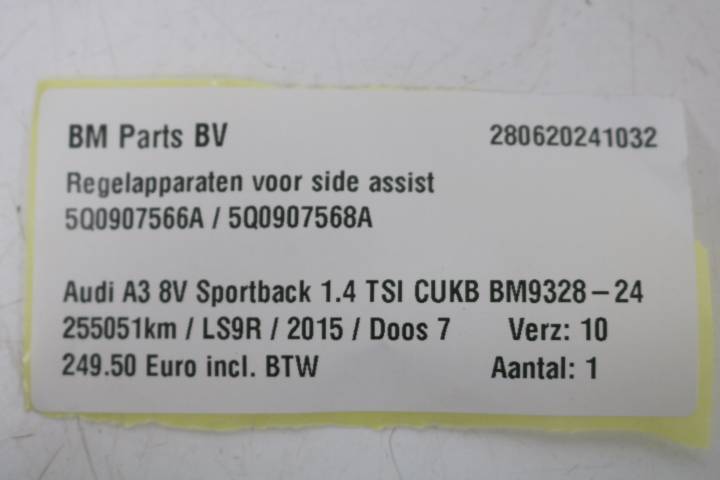 BM Parts BV 280620241032
Regelapparaten voor side assist
5Q0907566A / 5Q0907568A
Audi A3 8V Sportback 1.4 TSI CUKB BM9328-24
255051km / LS9R / 2015 / Doos 7 Verz: 10
249.50 Euro incl. BTW Aantal: 1